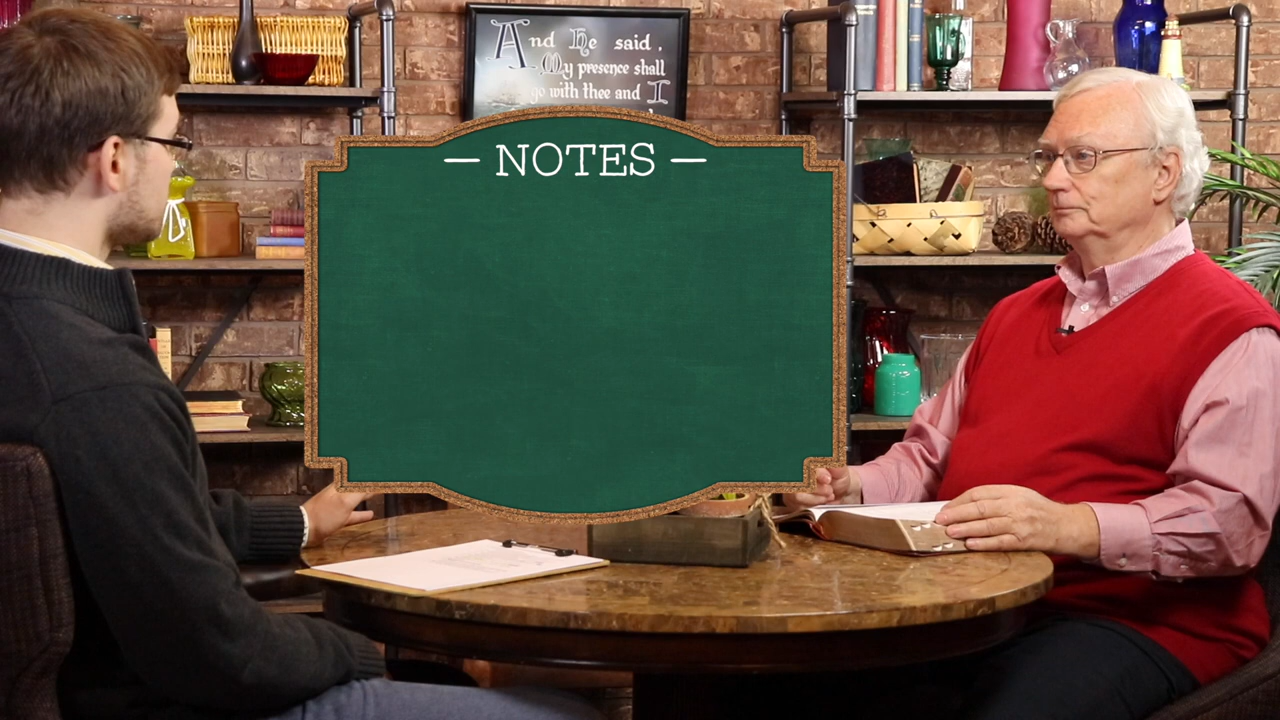 And He said,
My presence shall
go with thee and I
— NOTES —